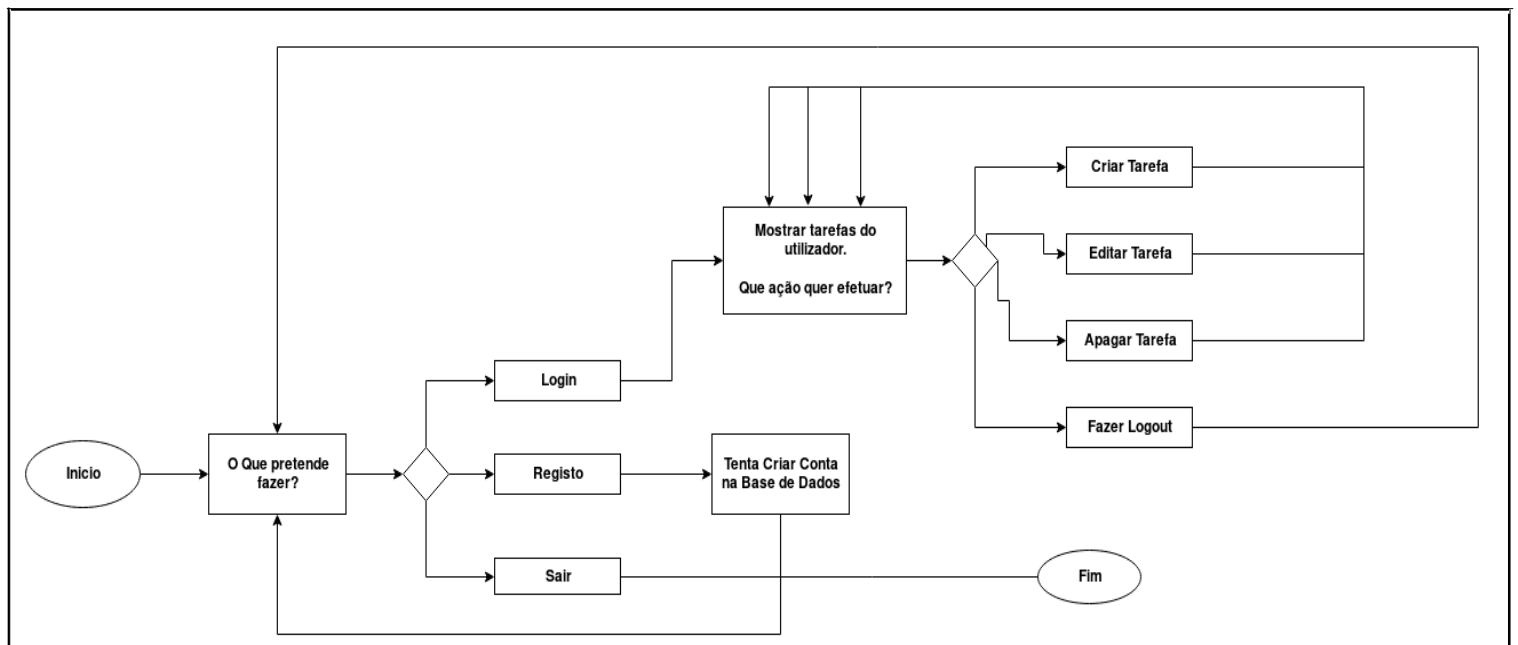 Criar Tarefa
Mostrar tarefas do
utilizador.
Que ação quer efetuar?
Editar Tarefa
Apagar Tarefa
Login
Fazer Logout
Inicio
O Que pretende
fazer?
Registo
Tenta Criar Conta
na Base de Dados
Sair
Fim